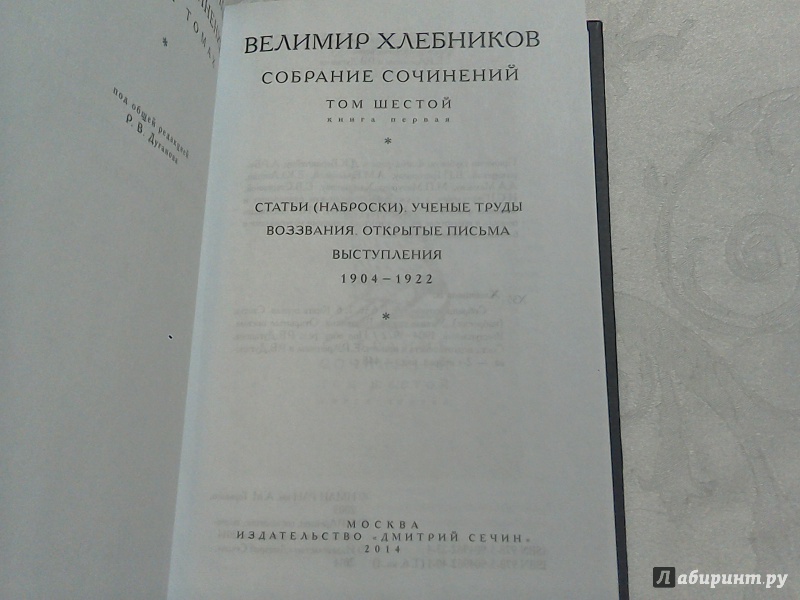 Т О М А
*
под общей редакцией
Р. В. Дуганова
ВЕЛИМИР ХЛЕБНИКОВ
СОБРАНИЕ СОЧИНЕНИЙ
ТОМ ШЕСТОЙ
книга первая
*
СТАТЬИ (НАБРОСКИ). УЧЕНЫЕ ТРУДЫ
ВОЗЗВАНИЯ. ОТКРЫТЫЕ ПИСЬМА
ВЫСТУПЛЕНИЯ
1904–1922
*
МОСКВА
ИЗДАТЕЛЬСТВО «ДМИТРИЙ СЕЧИН»
2014
Лабиринт.ру